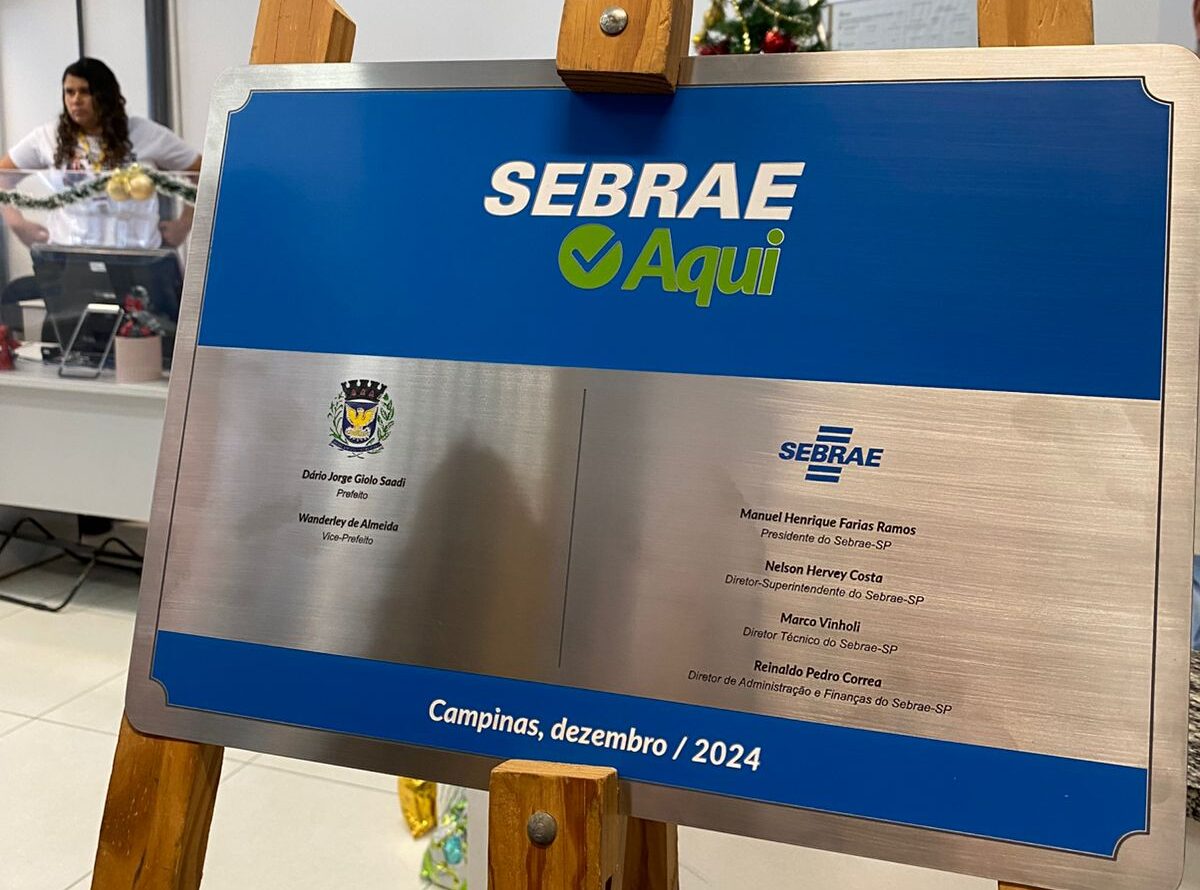 SEBRAE
Aqui
Dário Jorge Giolo Saadi
Prefeito
Wanderley de Almeida
Vice-Prefeito
SEBRAE
Manuel Henrique Farias Ramos
Presidente do Sebrae-SP
Nelson Hervey Costa
Diretor-Superintendente do Sebrae-SP
Marco Vinholi
Diretor Técnico do Sebrae-SP
Reinaldo Pedro Correa
Diretor de Administração e Finanças do Sebrae-SP
Campinas, dezembro / 2024